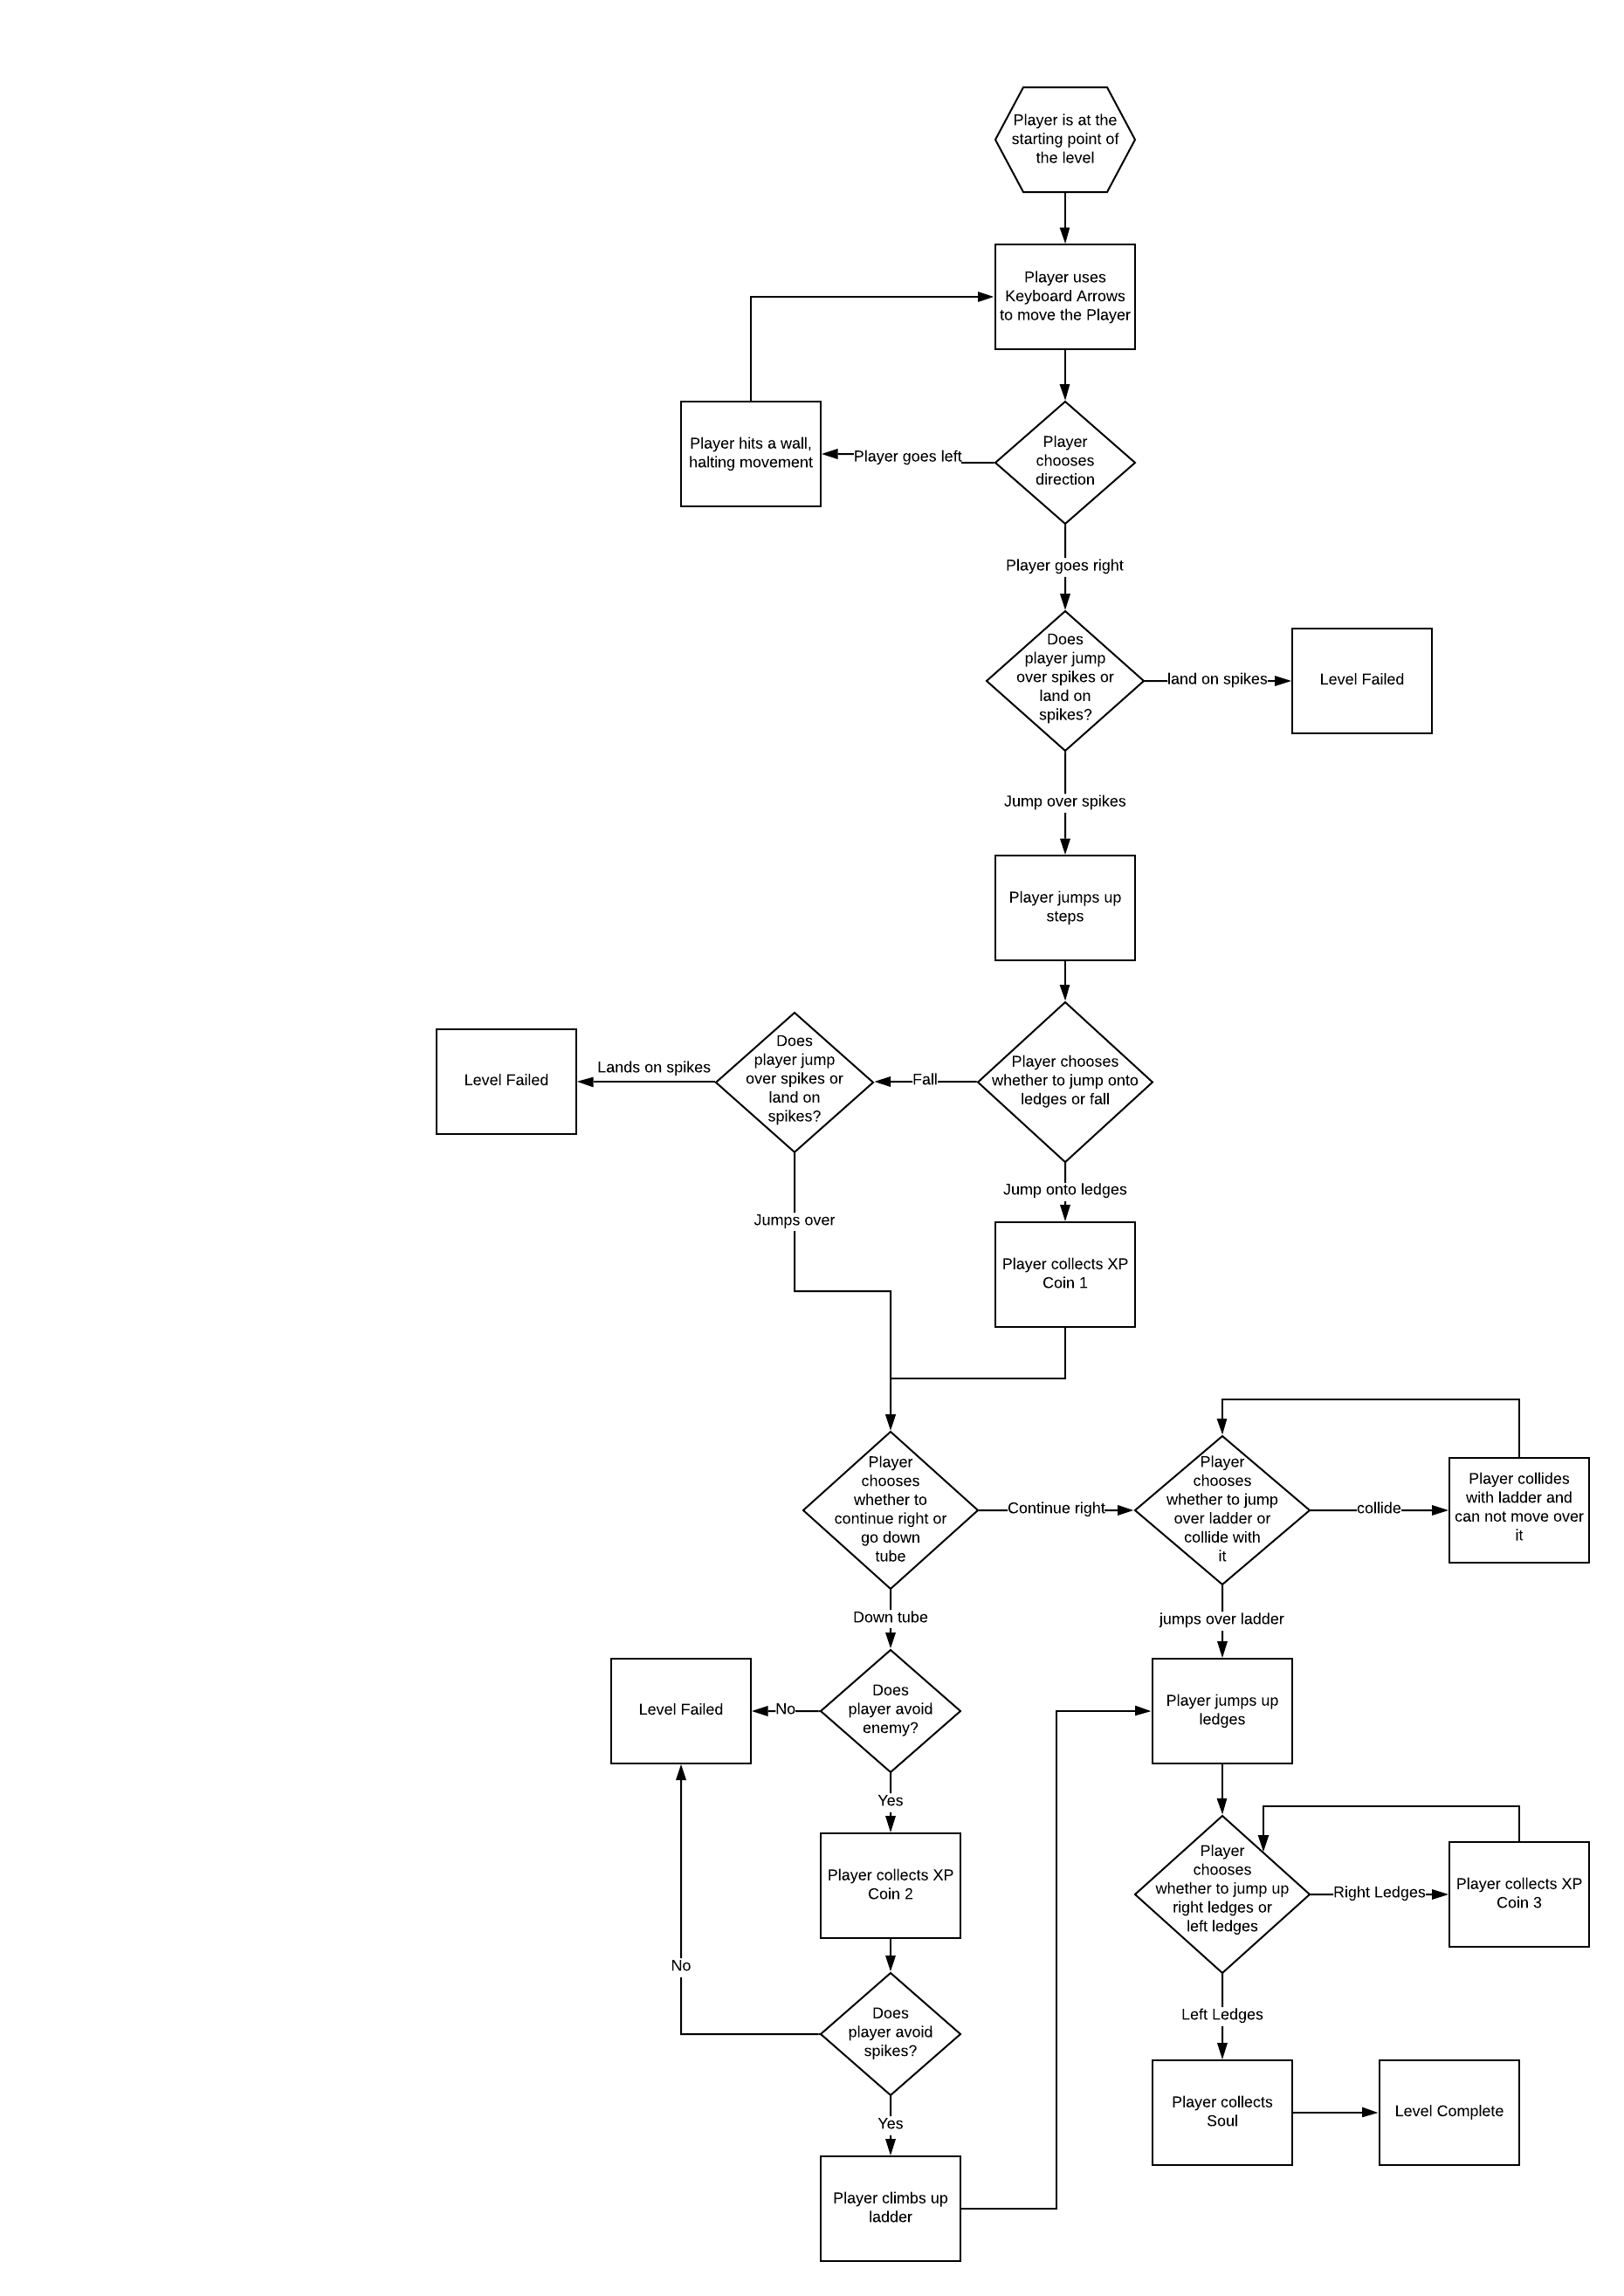 Player is at the
starting point of
the level
Player uses
Keyboard Arrows
to move the Player
Player hits a wall,
halting movement
Player goes left
Player
chooses
direction
Player goes right
Does
player jump
over spikes or
land on
spikes?
land on spikes
Level Failed
Jump over spikes
Player jumps up
steps
Level Failed
Lands on spikes
Does
player jump
over spikes or
land on
spikes?
Fall
Player chooses
whether to jump onto
ledges or fall
Jump onto ledges
Jumps over
Player collects XP
Coin 1
Player
chooses
whether to
continue right or
go down
tube
Continue right
Player
chooses
whether to jump
over ladder or
collide with
it
collide
Player collides
with ladder and
can not move over
it
Down tube
jumps over ladder
Level Failed
No
Does
player avoid
enemy?
Player jumps up
ledges
Yes
Player collects XP
Coin 2
Player
chooses
whether to jump up
right ledges or
left ledges
Right Ledges
Player collects XP
Coin 3
No
Does
player avoid
spikes?
Left Ledges
Yes
Player collects
Soul
Level Complete
Player climbs up
ladder